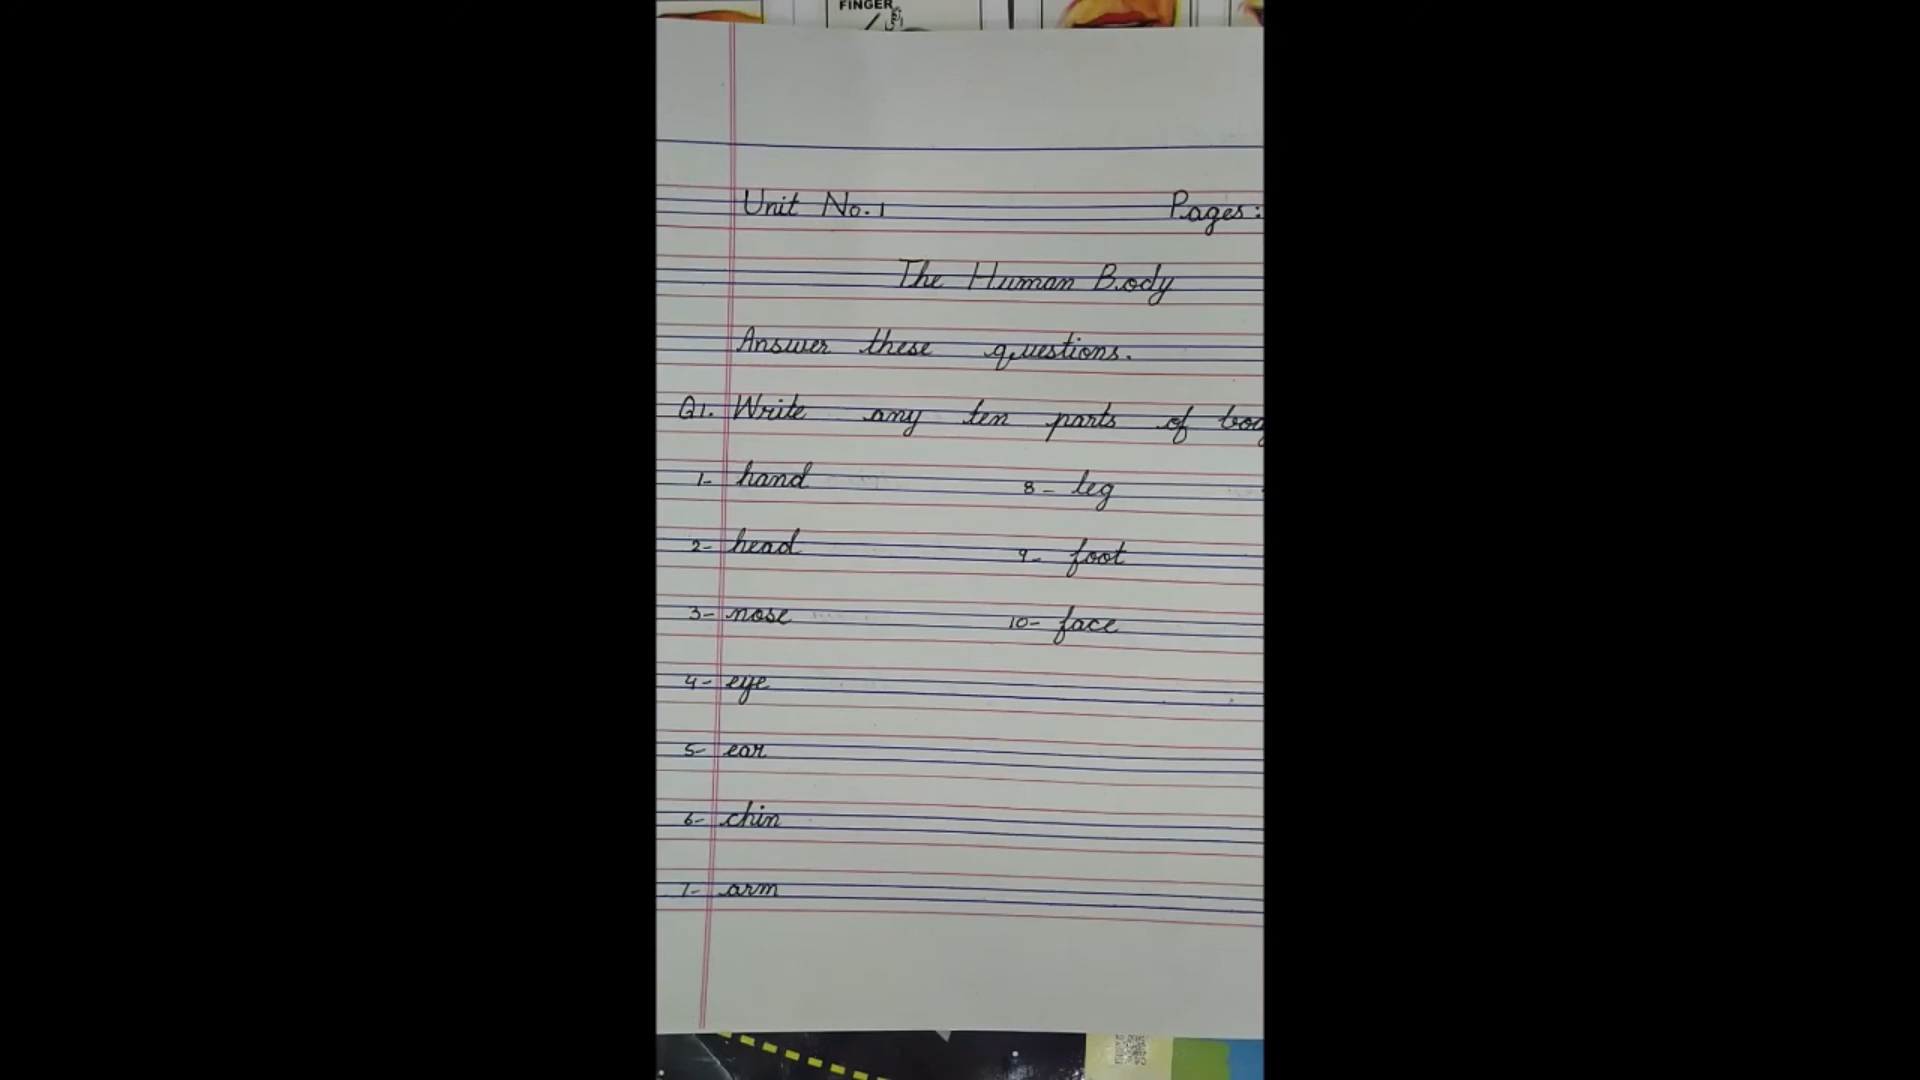 FINGER
Unit No. 1 Pages:
The Human Body
Answer these questions.
Q1. Write any ten parts of
1- hand 8- leg
2- head 9- foot
3- nose 10- face
4- eye
5- ear
6- chin
7- arm